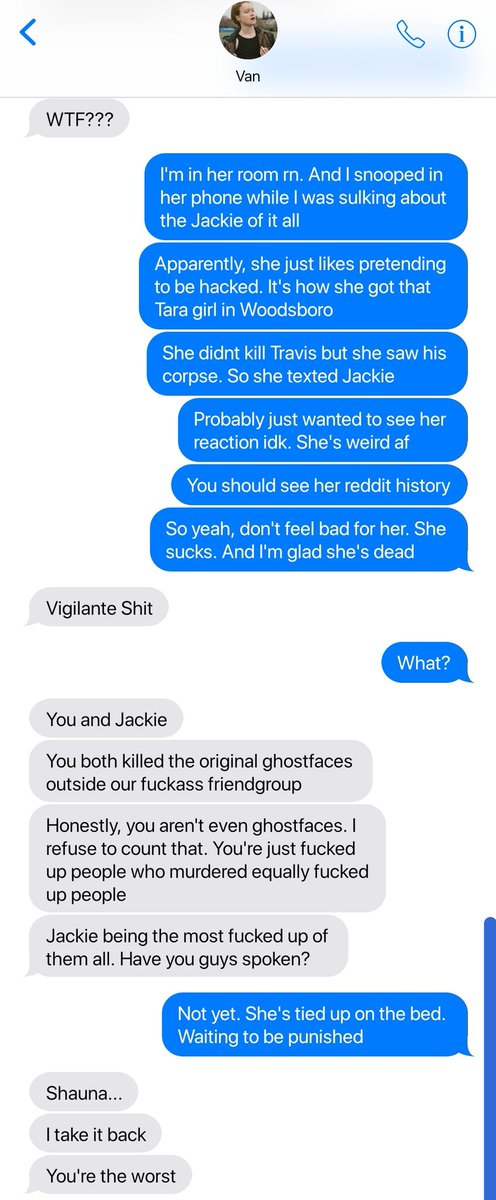 Van
WTF???
I'm in her room rn. And I snooped in
her phone while I was sulking about
the Jackie of it all
Apparently, she just likes pretending
to be hacked. It's how she got that
Tara girl in Woodsboro
She didnt kill Travis but she saw his
corpse. So she texted Jackie
Probably just wanted to see her
reaction idk. She's weird af
You should see her reddit history
So yeah, don't feel bad for her. She
sucks. And I'm glad she's dead
Vigilante Shit
What?
You and Jackie
You both killed the original ghostfaces
outside our fuckass friendgroup
Honestly, you aren't even ghostfaces. I
refuse to count that. You're just fucked
up people who murdered equally fucked
up people
Jackie being the most fucked up of
them all. Have you guys spoken?
Not yet. She's tied up on the bed.
Waiting to be punished
Shauna...
I take it back
You're the worst